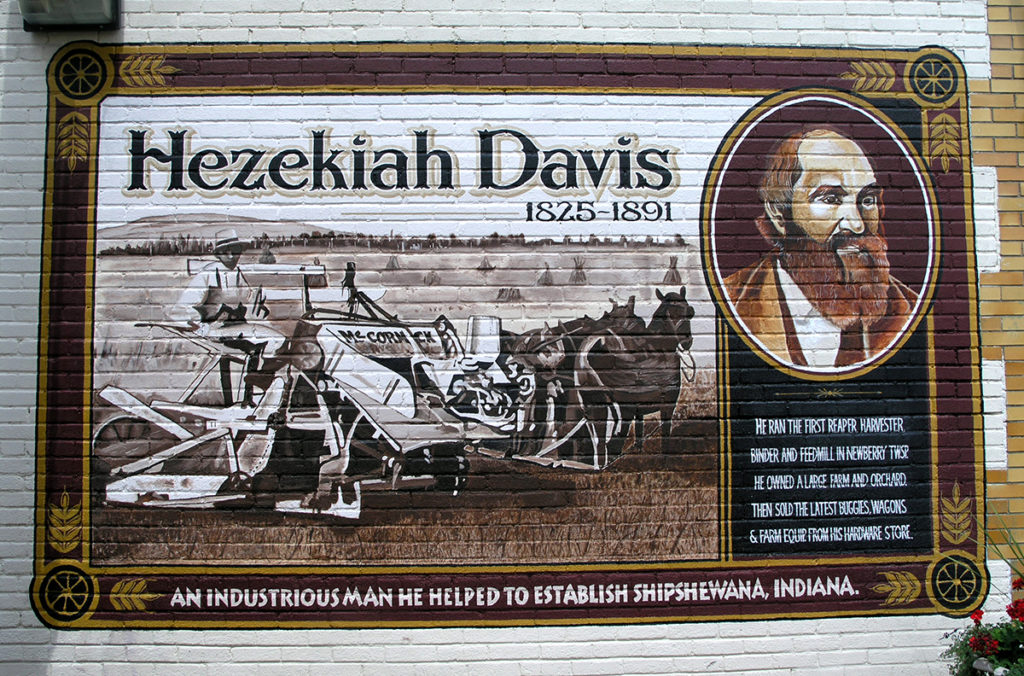 Hezekiah Davis
1825-1891
McCORMICK
HE RAN THE FIRST REAPER HARVESTER
BINDER AND FEEDMILL IN NEWBERRY TWSP.
HE OWNED A LARGE FARM AND ORCHARD.
THEN SOLD THE LATEST BUGGIES, WAGONS
& FARM EQUIP. FROM HIS HARDWARE STORE.
AN INDUSTRIOUS MAN HE HELPED TO ESTABLISH SHIPSHEWANA, INDIANA.